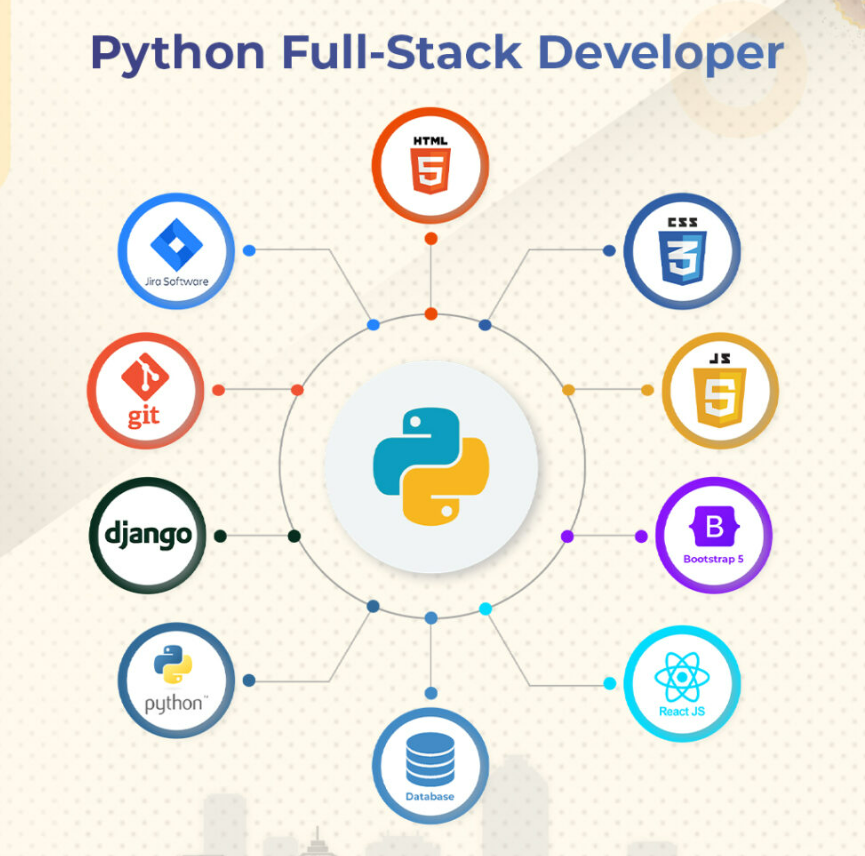 Python Full-Stack Developer
HTML
5
CSS
3
JS
5
B
Bootstrap 5
React JS
Database
python™
django
git
Jira Software